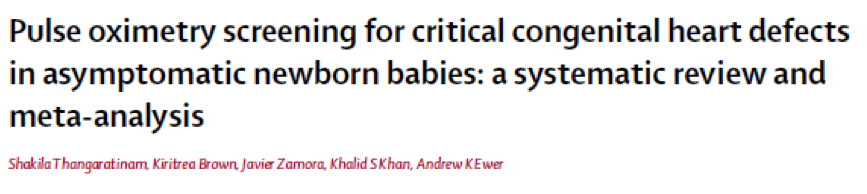 Pulse oximetry screening for critical congenital heart defects
in asymptomatic newborn babies: a systematic review and
meta-analysis
Shakila Thangaratinam, Kiritrea Brown, Javier Zamora, Khalid S Khan, Andrew K Ewer